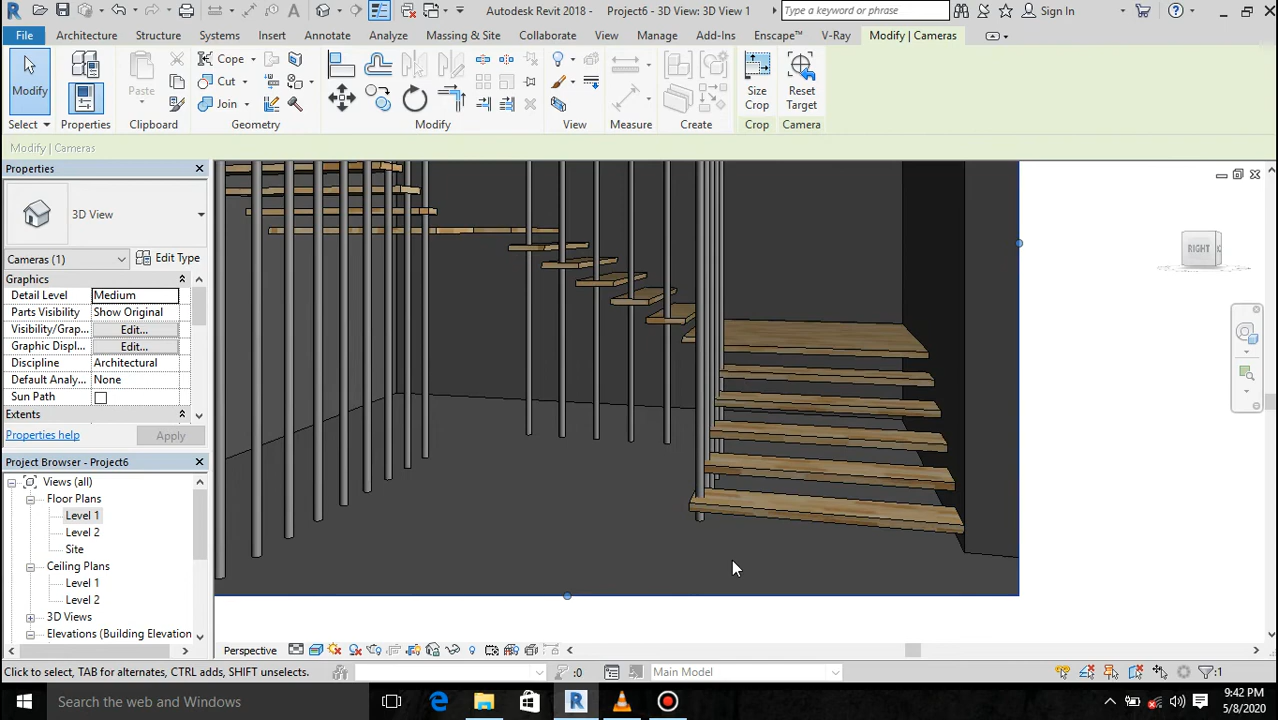 Autodesk Revit 2018 - Project6 - 3D View: 3D View 1
Type a keyword or phrase
Sign In
File Architecture Structure Systems Insert Annotate Analyze Massing & Site Collaborate View Manage Add-Ins Enscape™ V-Ray Modify | Cameras
Modify
Select
Properties
Paste
Clipboard
Cope
Cut
Join
Geometry
Modify
View
Measure
Create
Size Crop
Crop
Reset Target
Camera
Modify | Cameras
Properties
3D View
Cameras (1)
Edit Type
Graphics
Detail Level Medium
Parts Visibility Show Original
Visibility/Grap... Edit...
Graphic Displ... Edit...
Discipline Architectural
Default Analy... None
Sun Path
Extents
Properties help
Apply
Project Browser - Project6
Views (all)
Floor Plans
Level 1
Level 2
Site
Ceiling Plans
Level 1
Level 2
3D Views
Elevations (Building Elevation
RIGHT
Perspective
Click to select, TAB for alternates, CTRL adds, SHIFT unselects.
:0
Main Model
:1
Search the web and Windows
9:42 PM
5/8/2020